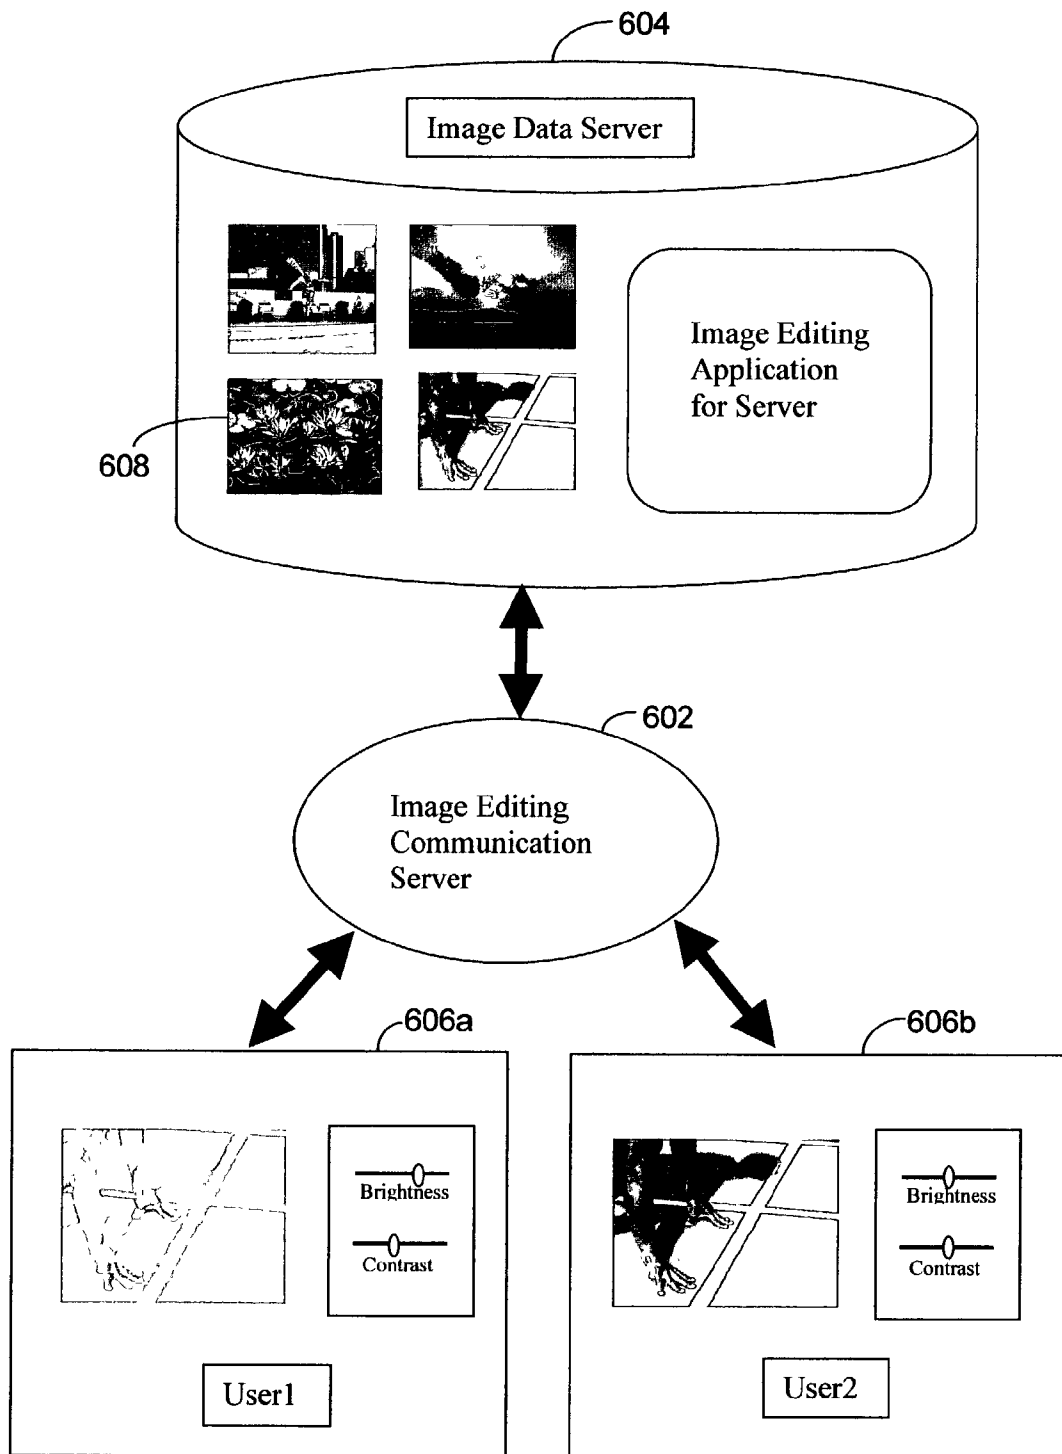 604
Image Data Server
Image Editing
Application
for Server
608
602
Image Editing
Communication
Server
606a
606b
Brightness
Contrast
User1
Brightness
Contrast
User2